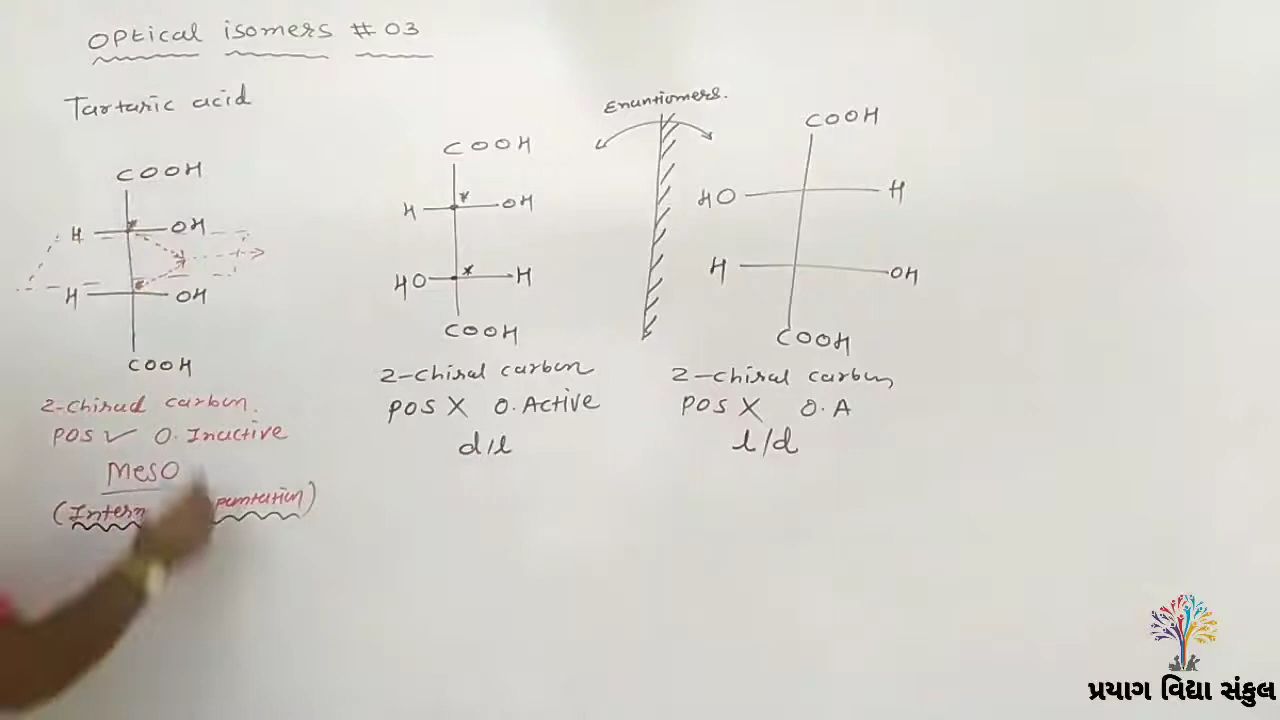 OPtical isomers # 03
Tartaric acid
COOH
H OH
H OH
COOH
2-Chiral carbon.
POS ✓ O. Inactive
MesO
(Intern
COOH
H * OH
HO * H
COOH
2-Chiral carbon
POS X O. Active
d/l
Enantiomers.
COOH
HO H
H OH
COOH
2-Chiral carbon
POS X O. A
l/d
પ્રયાગ વિદ્યા સંકુલ